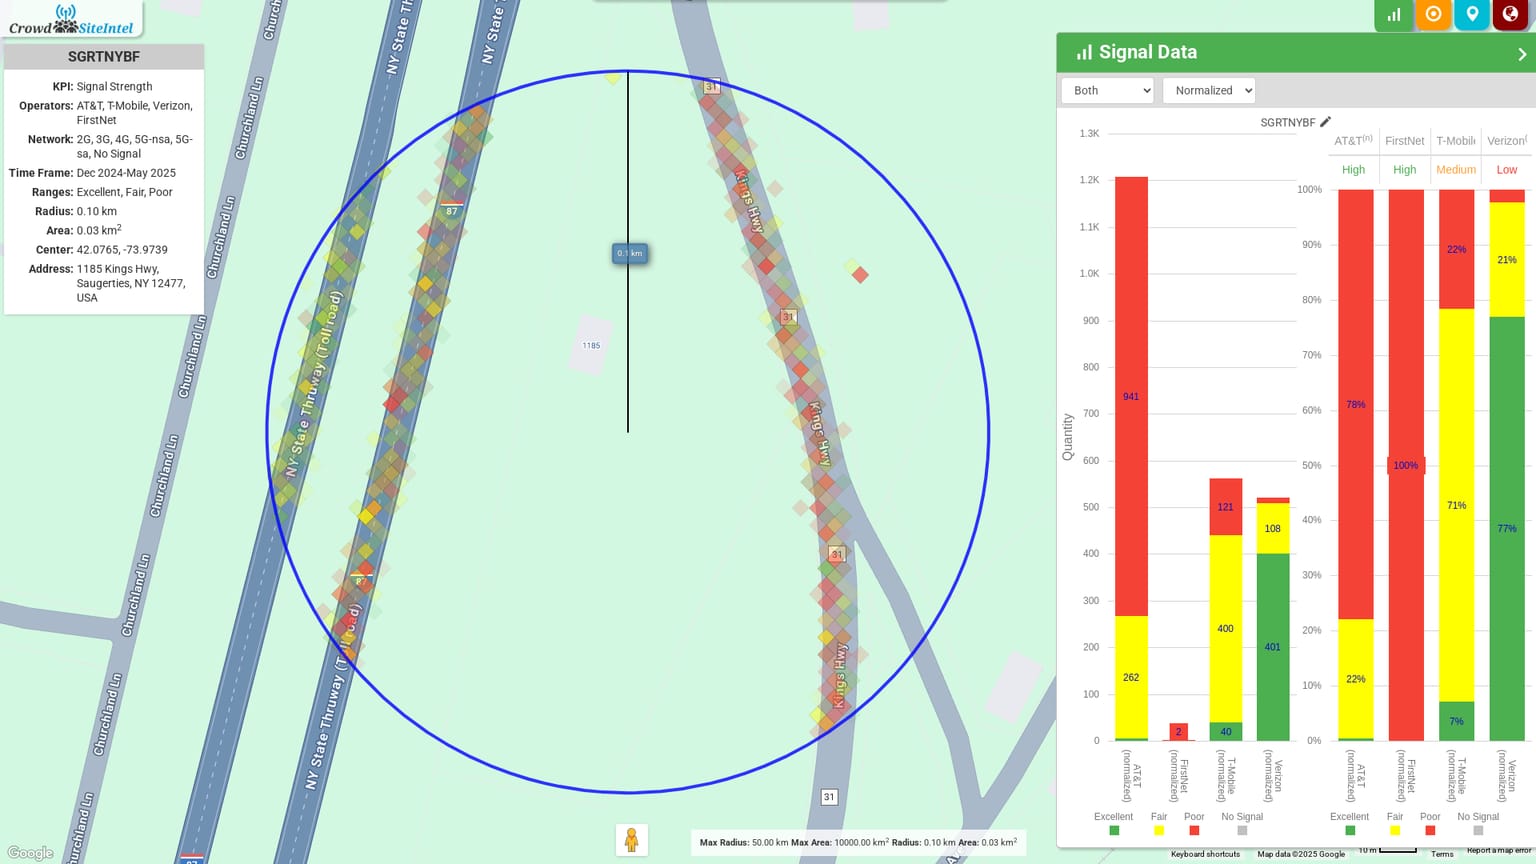 Crowd SiteIntel
SGRTNYBF
KPI: Signal Strength
Operators: AT&T, T-Mobile, Verizon,
FirstNet
Network: 2G, 3G, 4G, 5G-nsa, 5G-
sa, No Signal
Time Frame: Dec 2024-May 2025
Ranges: Excellent, Fair, Poor
Radius: 0.10 km
Area: 0.03 km²
Center: 42.0765, -73.9739
Address: 1185 Kings Hwy,
Saugerties, NY 12477,
USA
Churchland Ln
Churchland Ln
Churchland Ln
Churchland Ln
Churchland Ln
Churchland Ln
Churchland Ln
Churchland Ln
NY State Th
NY State T
NY State Thruway (Toll road)
NY State Thruway (Toll road)
87
87
87
0.1 km
1185
31
31
31
31
Kings Hwy
Kings Hwy
Kings Hwy
Google
Max Radius: 50.00 km Max Area: 10000.00 km² Radius: 0.10 km Area: 0.03 km²
Signal Data
Both
Normalized
SGRTNYBF
Quantity
1.3K
1.2K
1.1K
1.0K
900
800
700
600
500
400
300
200
100
0
941
262
2
121
400
40
108
401
AT&T (normalized)
FirstNet (normalized)
T-Mobile (normalized)
Verizon (normalized)
Excellent
Fair
Poor
No Signal
AT&T(n)
FirstNet
T-Mobile
Verizon(
High
High
Medium
Low
100%
90%
80%
70%
60%
50%
40%
30%
20%
10%
0%
78%
22%
100%
22%
71%
7%
21%
77%
AT&T (normalized)
FirstNet (normalized)
T-Mobile (normalized)
Verizon (normalized)
Excellent
Fair
Poor
No Signal
Keyboard shortcuts
Map data ©2025 Google
10 m
Terms
Report a map error